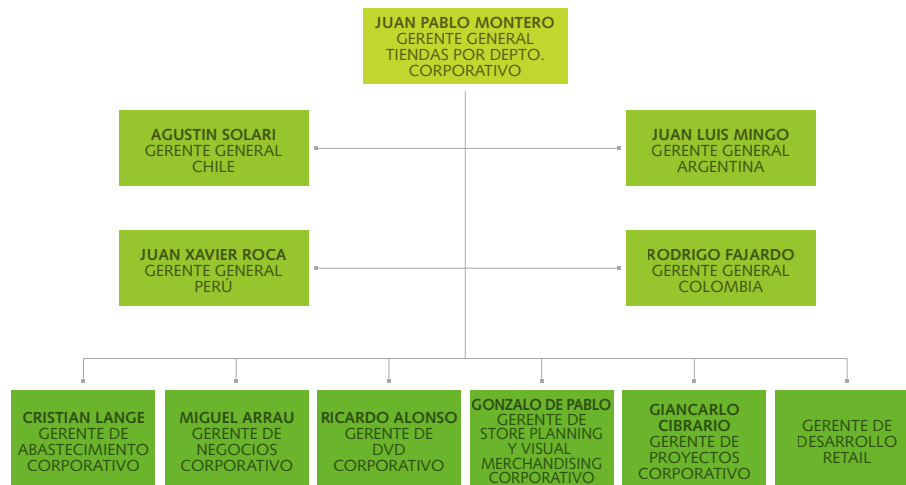 JUAN PABLO MONTERO
GERENTE GENERAL
TIENDAS POR DEPTO.
CORPORATIVO
AGUSTIN SOLARI
GERENTE GENERAL
CHILE
JUAN LUIS MINGO
GERENTE GENERAL
ARGENTINA
JUAN XAVIER ROCA
GERENTE GENERAL
PERÚ
RODRIGO FAJARDO
GERENTE GENERAL
COLOMBIA
CRISTIAN LANGE
GERENTE DE
ABASTECIMIENTO
CORPORATIVO
MIGUEL ARRAU
GERENTE DE
NEGOCIOS
CORPORATIVO
RICARDO ALONSO
GERENTE DE
DVD
CORPORATIVO
GONZALO DE PABLO
GERENTE DE
STORE PLANNING
Y VISUAL
MERCHANDISING
CORPORATIVO
GIANCARLO
CIBRARIO
GERENTE DE
PROYECTOS
CORPORATIVO
GERENTE DE
DESARROLLO
RETAIL